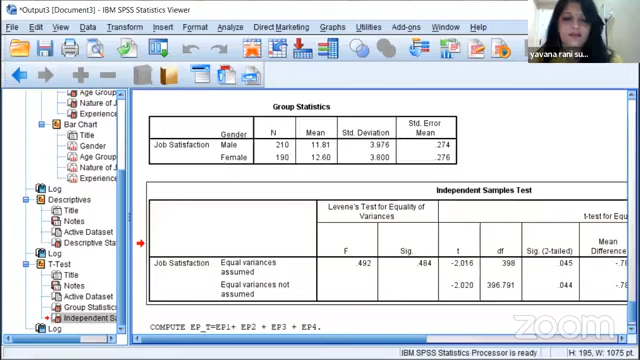 *Output3 [Document3] - IBM SPSS Statistics Viewer
File Edit View Data Transform Insert Format Analyze Direct Marketing Graphs Utilities Add-ons Window Help
yavana rani su...
Age Group
Nature of J
Experience
Bar Chart
Title
Gender
Age Group
Nature of J
Experience
Log
Descriptives
Title
Notes
Active Dataset
Descriptive Sta
Log
T-Test
Title
Notes
Active Dataset
Group Statistics
Independent Sa
Log
Group Statistics
Gender N Mean Std. Deviation Std. Error Mean
Job Satisfaction Male 210 11.81 3.976 .274
Female 190 12.60 3.800 .276
Independent Samples Test
Levene's Test for Equality of Variances
t-test for Equa
F Sig. t df Sig. (2-tailed) Mean Difference
Job Satisfaction Equal variances assumed .492 .484 -2.016 398 .045 -.78
Equal variances not assumed -2.020 396.791 .044 -.78
COMPUTE EP_T=EP1+ EP2 + EP3 + EP4.
zoom
IBM SPSS Statistics Processor is ready H: 195, W: 1075 pt.